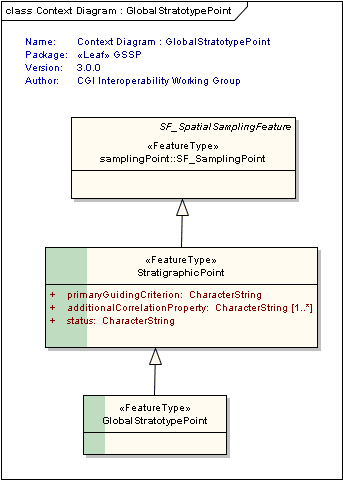 class Context Diagram : GlobalStratotypePoint
Name: Context Diagram : GlobalStratotypePoint
Package: «Leaf» GSSP
Version: 3.0.0
Author: CGI Interoperability Working Group
SF_SpatialSamplingFeature
«FeatureType»
samplingPoint::SF_SamplingPoint
«FeatureType»
StratigraphicPoint
+ primaryGuidingCriterion: CharacterString
+ additionalCorrelationProperty: CharacterString [1..*]
+ status: CharacterString
«FeatureType»
GlobalStratotypePoint